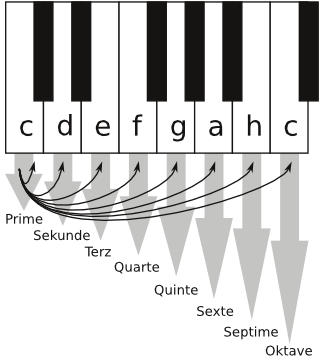 c d e f g a h c
Prime
Sekunde
Terz
Quarte
Quinte
Sexte
Septime
Oktave